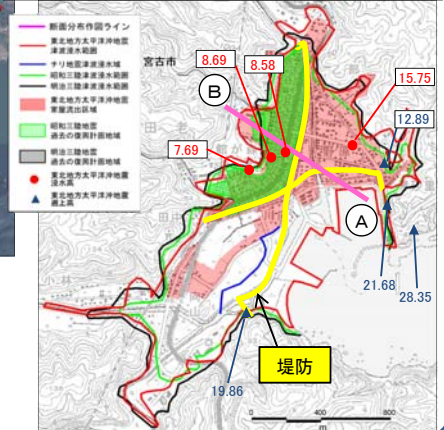 断面分布作図ライン
東北地方太平洋沖地震
津波浸水範囲
チリ地震津波浸水域
昭和三陸津波浸水範囲
明治三陸津波浸水範囲
東北地方太平洋沖地震
家屋流出区域
昭和三陸地震
過去の復興計画地域
明治三陸地震
過去の復興計画地域
東北地方太平洋沖地震
浸水高
東北地方太平洋沖地震
遡上高
宮古市
8.69
8.58
15.75
B
12.89
7.69
A
21.68
28.35
堤防
19.86
0
400
800
m